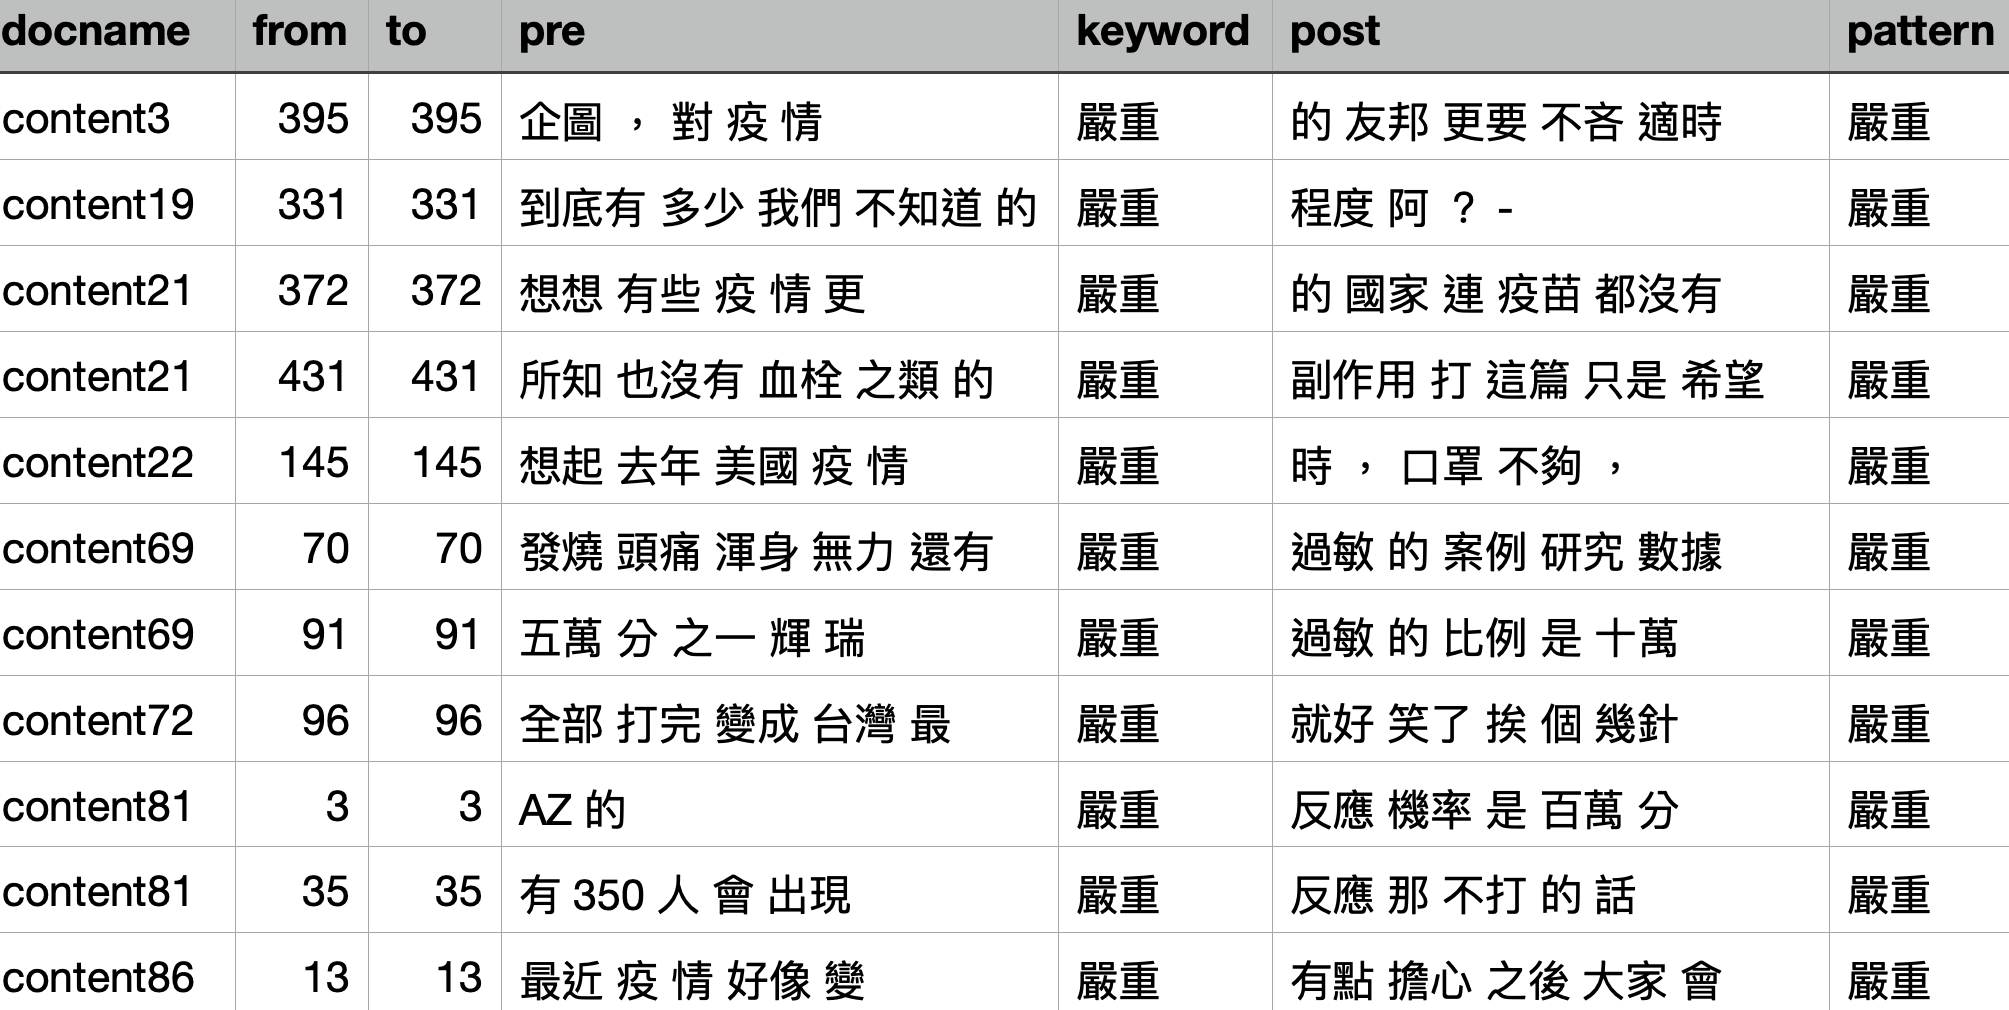 docname from to pre keyword post pattern
content3 395 395 企圖 ， 對 疫 情 嚴重 的 友邦 更要 不吝 適時 嚴重
content19 331 331 到底有 多少 我們 不知道 的 嚴重 程度 阿 ？ - 嚴重
content21 372 372 想想 有些 疫 情 更 嚴重 的 國家 連 疫苗 都沒有 嚴重
content21 431 431 所知 也沒有 血栓 之類 的 嚴重 副作用 打 這篇 只是 希望 嚴重
content22 145 145 想起 去年 美國 疫 情 嚴重 時 ， 口罩 不夠 ， 嚴重
content69 70 70 發燒 頭痛 渾身 無力 還有 嚴重 過敏 的 案例 研究 數據 嚴重
content69 91 91 五萬 分 之一 輝 瑞 嚴重 過敏 的 比例 是 十萬 嚴重
content72 96 96 全部 打完 變成 台灣 最 嚴重 就好 笑了 挨 個 幾針 嚴重
content81 3 3 AZ 的 嚴重 反應 機率 是 百萬 分 嚴重
content81 35 35 有 350 人 會 出現 嚴重 反應 那 不打 的 話 嚴重
content86 13 13 最近 疫 情 好像 變 嚴重 有點 擔心 之後 大家 會 嚴重